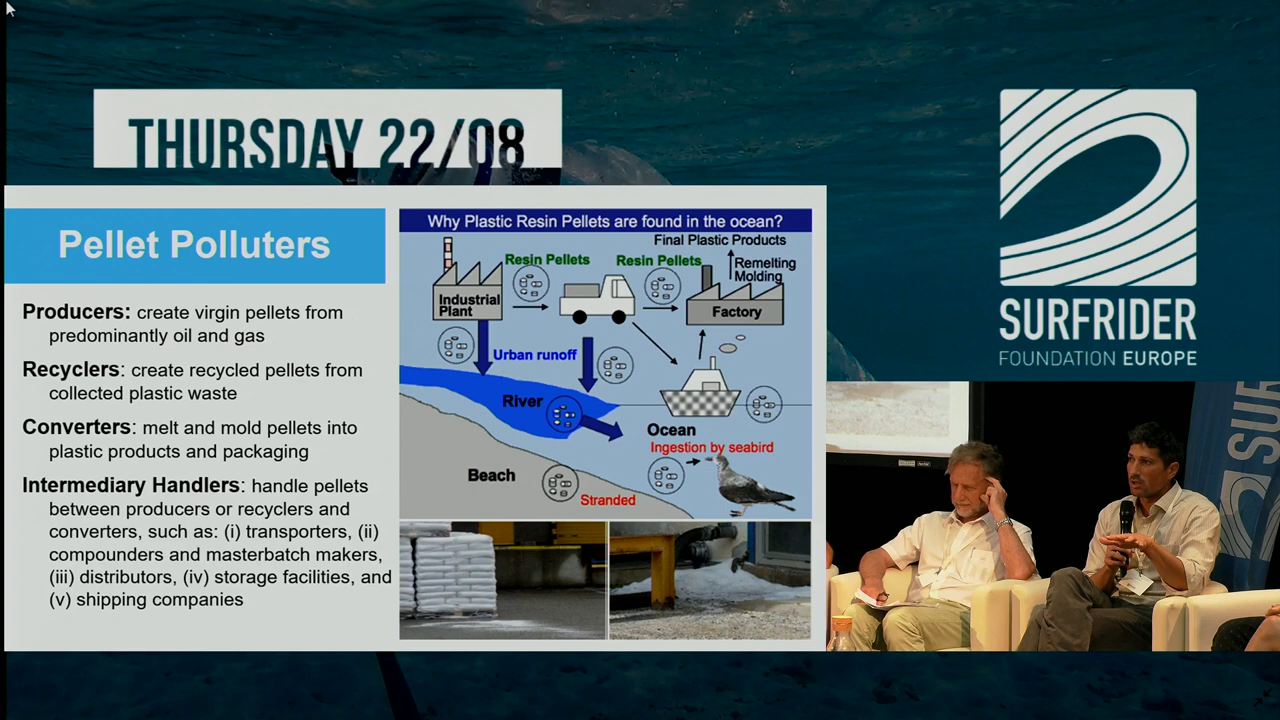 THURSDAY 22/08
SURFRIDER
FOUNDATION EUROPE
Pellet Polluters
Producers: create virgin pellets from
predominantly oil and gas
Recyclers: create recycled pellets from
collected plastic waste
Converters: melt and mold pellets into
plastic products and packaging
Intermediary Handlers: handle pellets
between producers or recyclers and
converters, such as: (i) transporters, (ii)
compounders and masterbatch makers,
(iii) distributors, (iv) storage facilities, and
(v) shipping companies
Why Plastic Resin Pellets are found in the ocean?
Final Plastic Products
Resin Pellets
Resin Pellets
Remelting
Molding
Industrial
Plant
Factory
Urban runoff
River
Ocean
Ingestion by seabird
Beach
Stranded
SUR